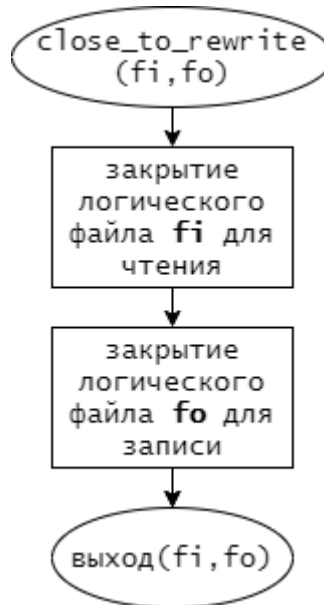 close_to_rewrite
(fi,fo)
закрытие
логического
файла fi для
чтения
закрытие
логического
файла fo для
записи
выход(fi,fo)